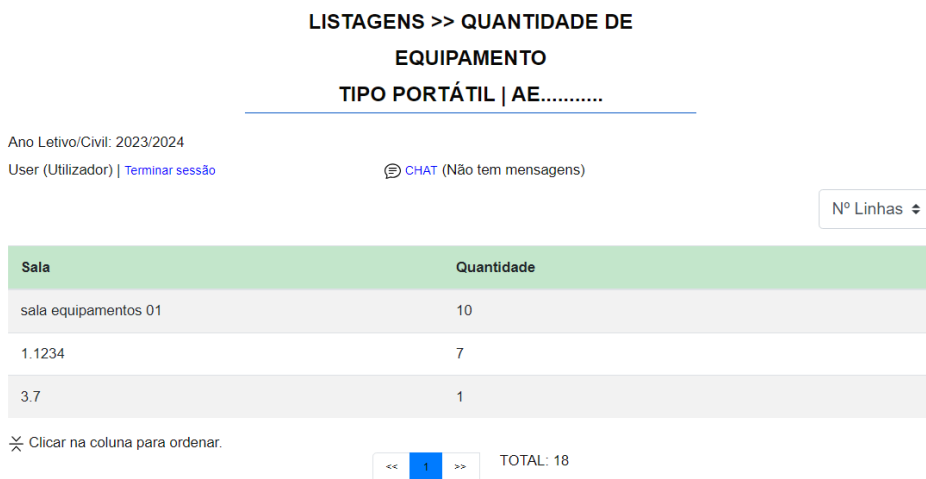 LISTAGENS >> QUANTIDADE DE
EQUIPAMENTO
TIPO PORTÁTIL | AE...........
Ano Letivo/Civil: 2023/2024
User (Utilizador) | Terminar sessão
CHAT (Não tem mensagens)
Nº Linhas
Sala Quantidade
sala equipamentos 01 10
1.1234 7
3.7 1
Clicar na coluna para ordenar.
<< 1 >> TOTAL: 18